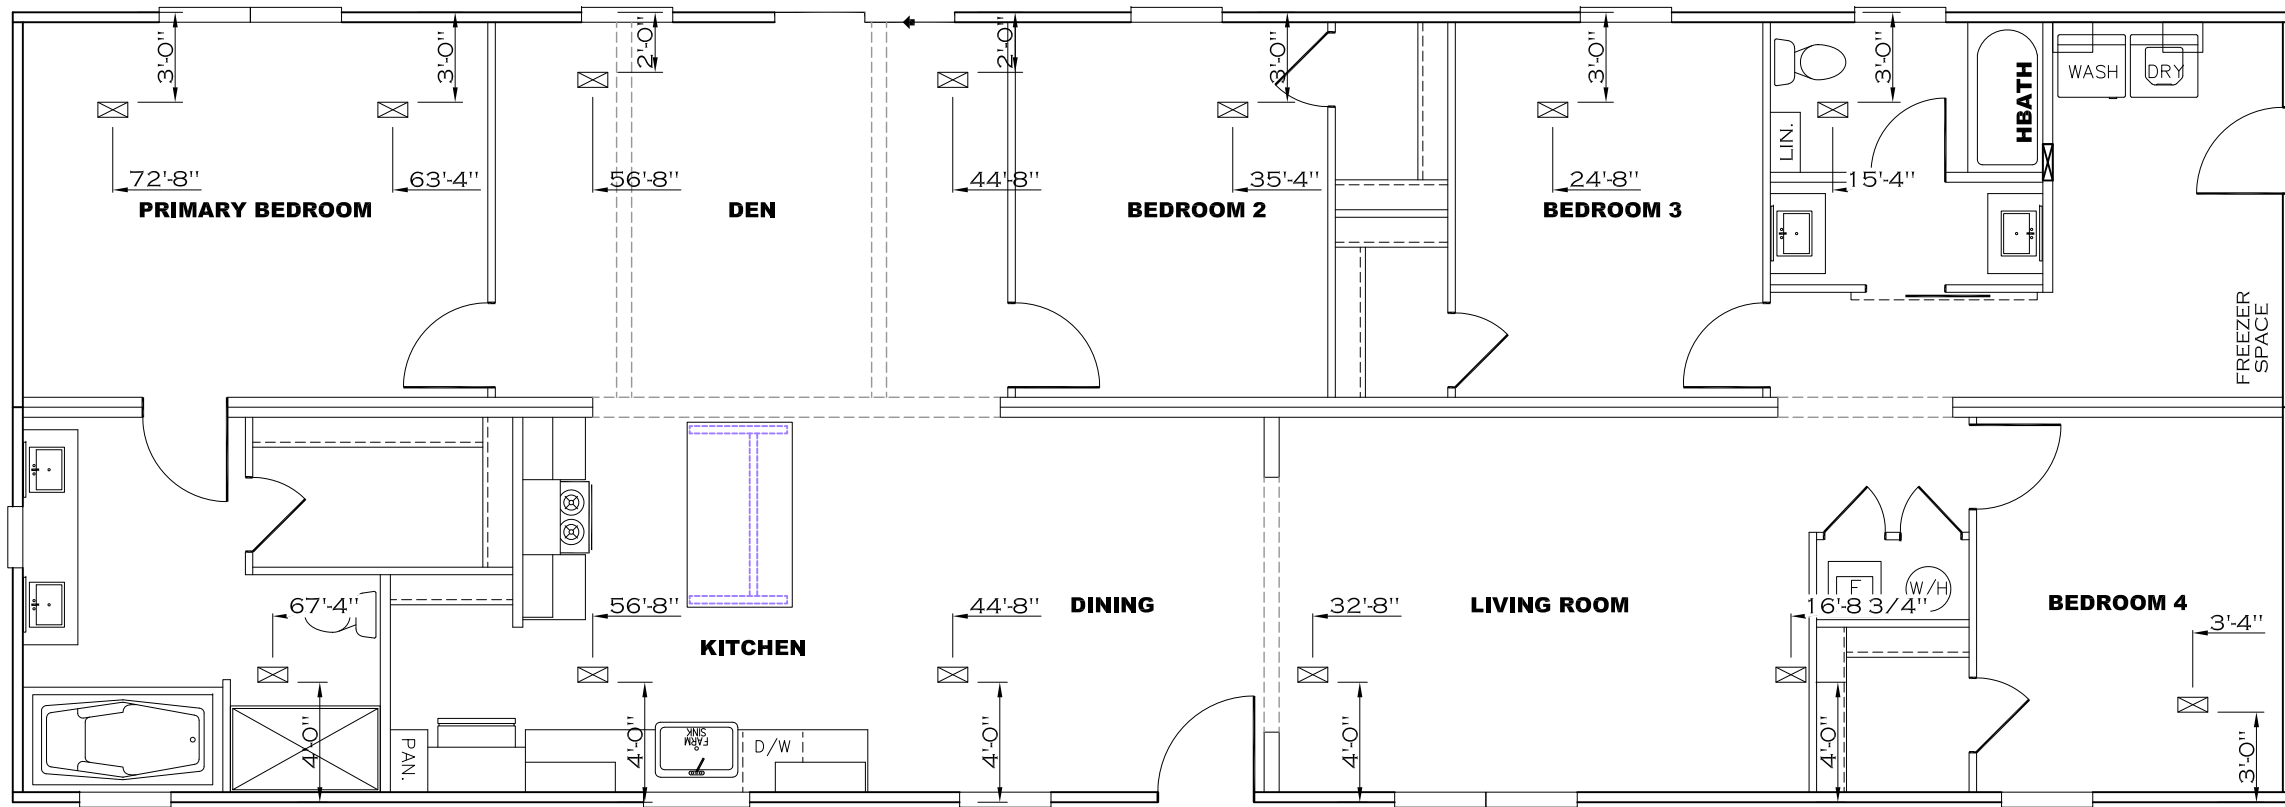 3'-0"
3'-0"
2'-0"
2'-0"
3'-0"
3'-0"
3'-0"
WASH
DRY
HBATH
LIN.
72'-8"
63'-4"
56'-8"
44'-8"
35'-4"
24'-8"
15'-4"
PRIMARY BEDROOM
DEN
BEDROOM 2
BEDROOM 3
FREEZER
SPACE
F
W/H
67'-4"
56'-8"
44'-8"
DINING
32'-8"
LIVING ROOM
16'-8 3/4"
BEDROOM 4
3'-4"
KITCHEN
4'-0"
PAN.
4'-0"
FARM
SINK
D/W
4'-0"
4'-0"
4'-0"
3'-0"